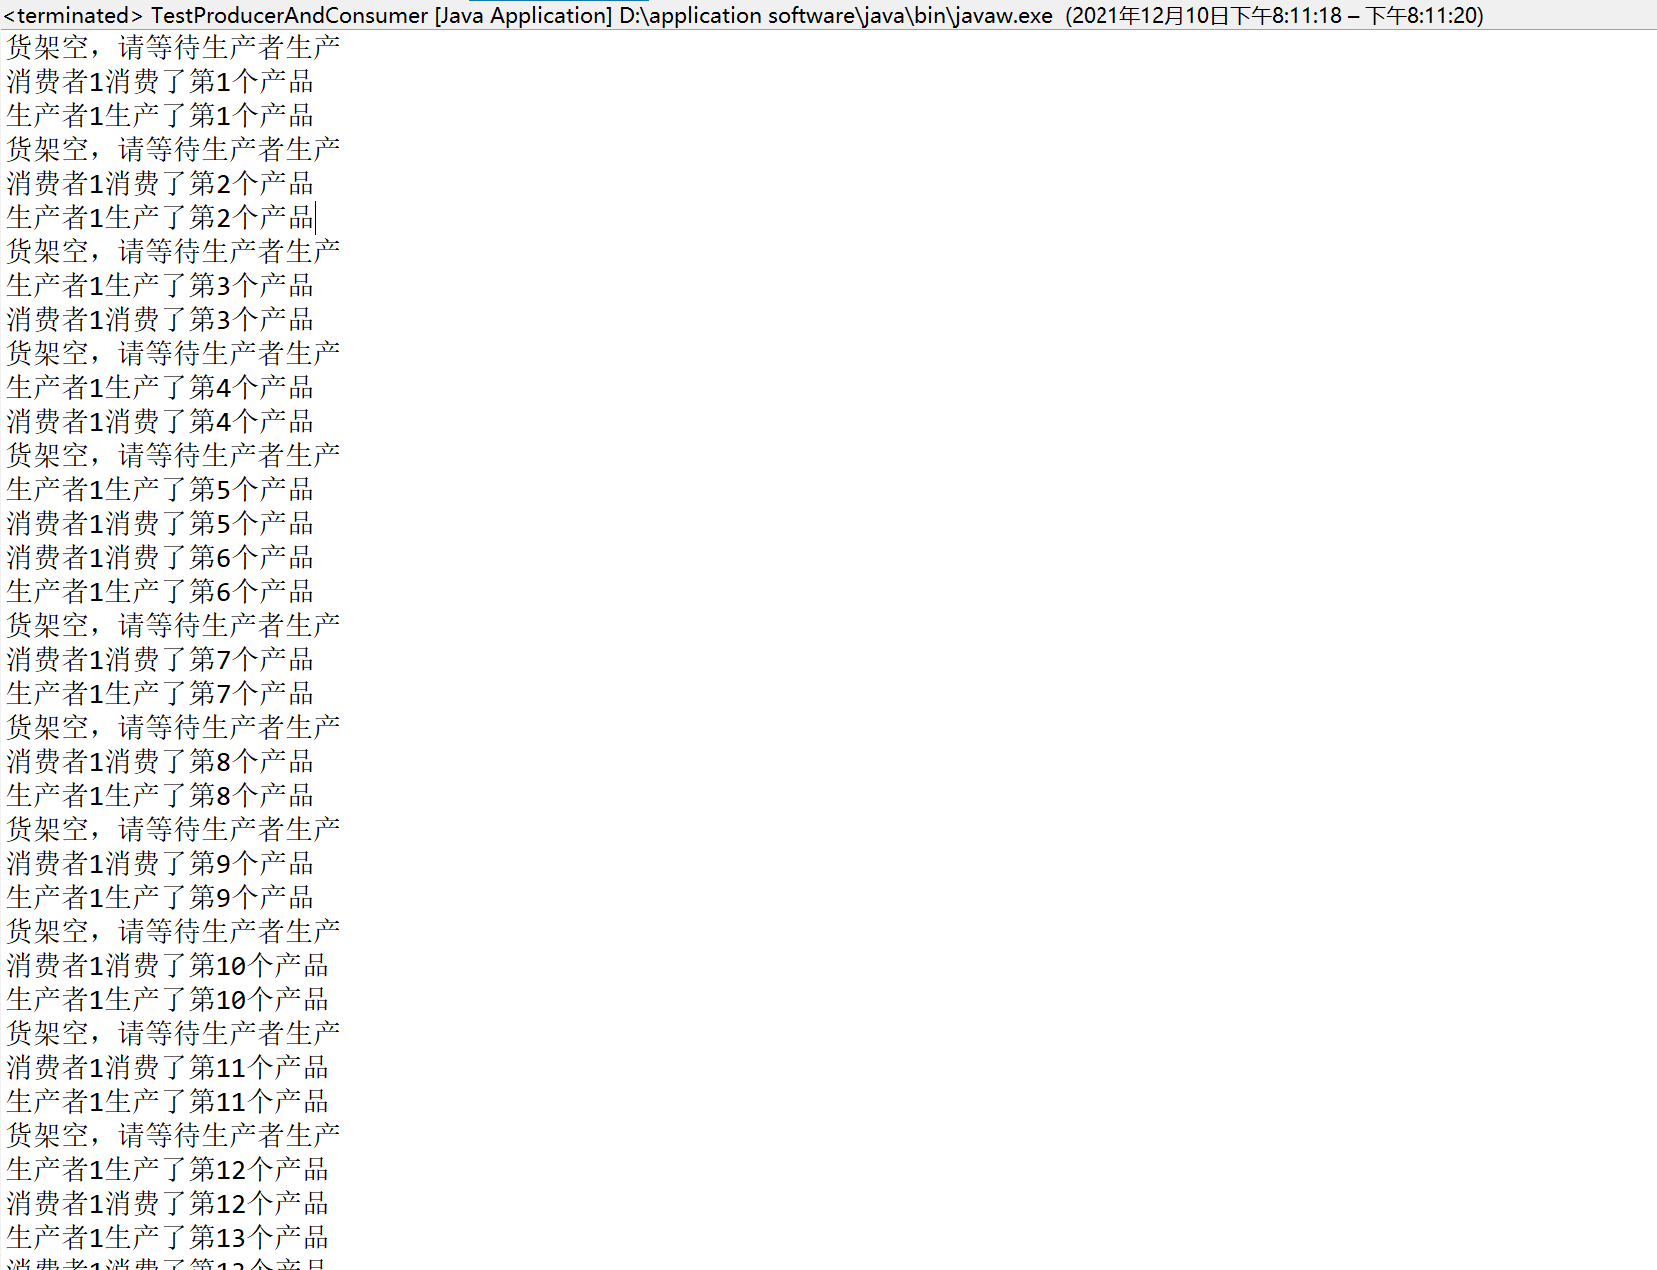 <terminated> TestProducerAndConsumer [Java Application] D:\application software\java\bin\javaw.exe  (2021年12月10日下午8:11:18 – 下午8:11:20)
货架空，请等待生产者生产
消费者1消费了第1个产品
生产者1生产了第1个产品
货架空，请等待生产者生产
消费者1消费了第2个产品
生产者1生产了第2个产品
货架空，请等待生产者生产
生产者1生产了第3个产品
消费者1消费了第3个产品
货架空，请等待生产者生产
生产者1生产了第4个产品
消费者1消费了第4个产品
货架空，请等待生产者生产
生产者1生产了第5个产品
消费者1消费了第5个产品
消费者1消费了第6个产品
生产者1生产了第6个产品
货架空，请等待生产者生产
消费者1消费了第7个产品
生产者1生产了第7个产品
货架空，请等待生产者生产
消费者1消费了第8个产品
生产者1生产了第8个产品
货架空，请等待生产者生产
消费者1消费了第9个产品
生产者1生产了第9个产品
货架空，请等待生产者生产
消费者1消费了第10个产品
生产者1生产了第10个产品
货架空，请等待生产者生产
消费者1消费了第11个产品
生产者1生产了第11个产品
货架空，请等待生产者生产
生产者1生产了第12个产品
消费者1消费了第12个产品
生产者1生产了第13个产品
消费者1消费了第13个产品